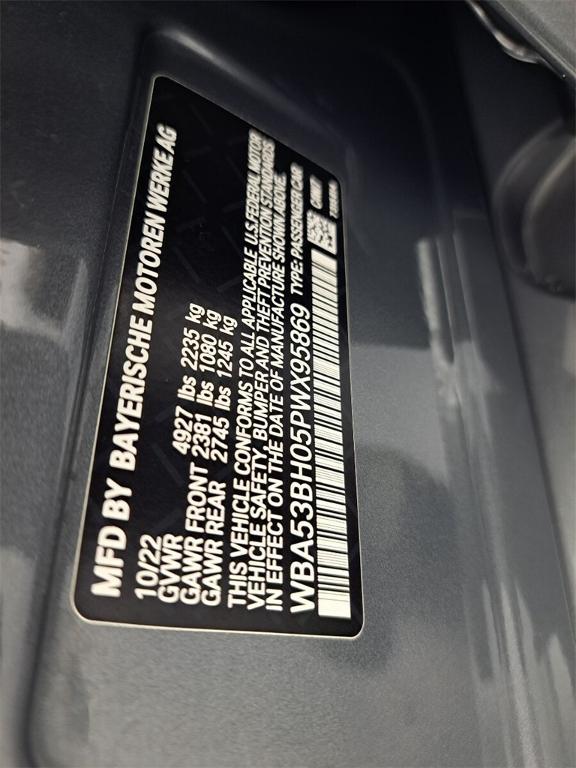 MFD BY BAYERISCHE MOTOREN WERKE AG
10/22
GVWR 4927 lbs 2235 kg
GAWR FRONT 2381 lbs 1080 kg
GAWR REAR 2745 lbs 1245 kg
THIS VEHICLE CONFORMS TO ALL APPLICABLE U.S. FEDERAL MOTOR
VEHICLE SAFETY, BUMPER AND THEFT PREVENTION STANDARDS
IN EFFECT ON THE DATE OF MANUFACTURE SHOWN ABOVE.
WBA53BH05PWX95869 TYPE: PASSENGER CAR